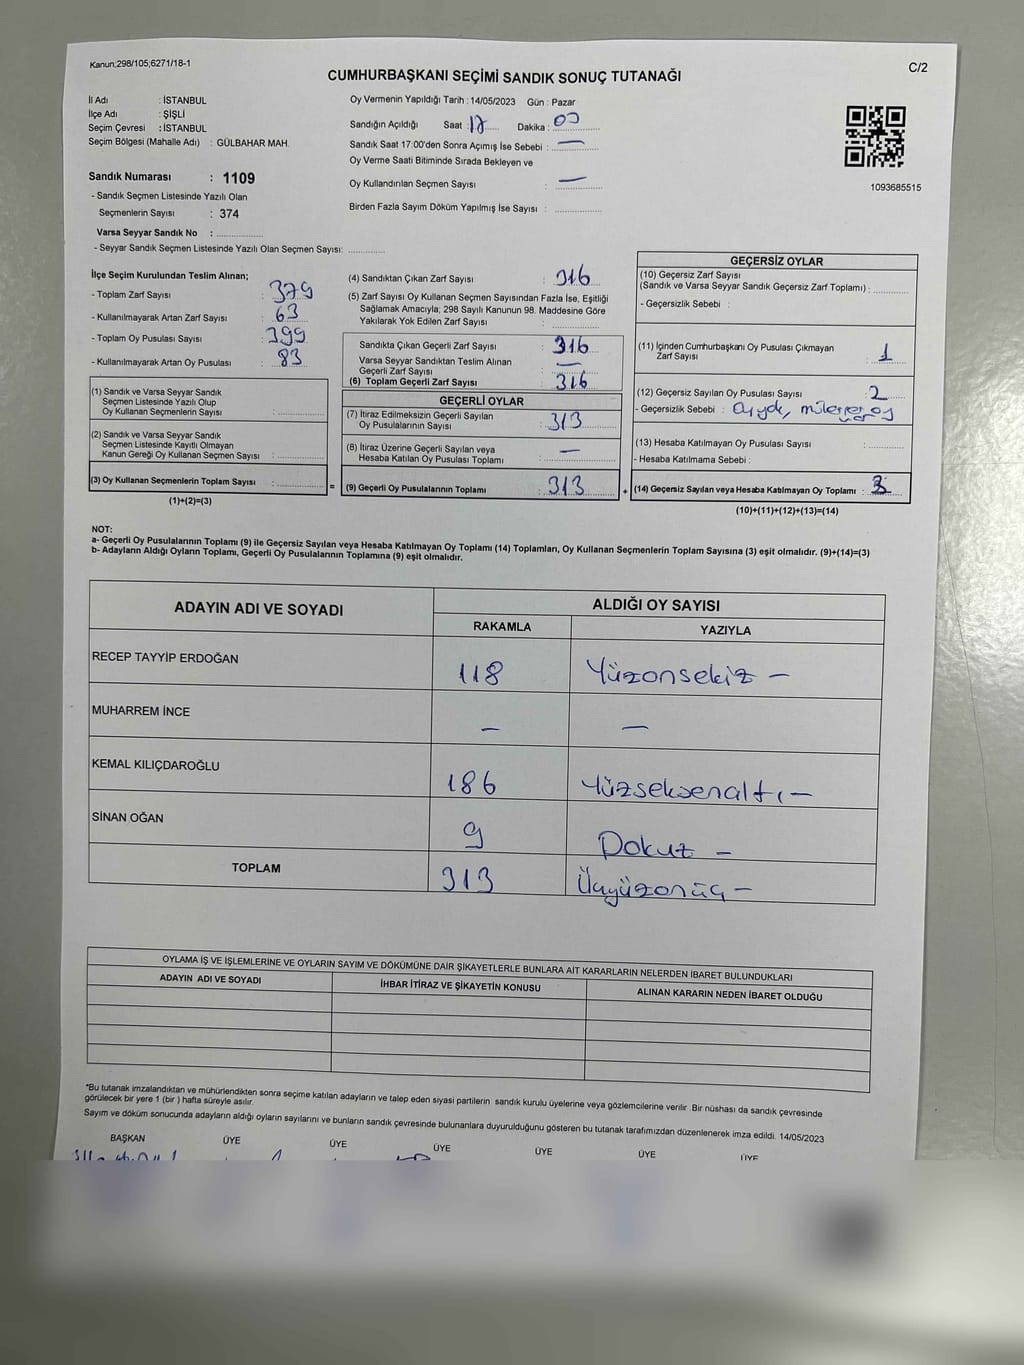 Kanun;298/105,6271/18-1
C/2
CUMHURBAŞKANI SEÇİMİ SANDIK SONUÇ TUTANAĞI
İl Adı : İSTANBUL
İlçe Adı : ŞİŞLİ
Seçim Çevresi : İSTANBUL
Seçim Bölgesi (Mahalle Adı) : GÜLBAHAR MAH.
Sandık Numarası : 1109
- Sandık Seçmen Listesinde Yazılı Olan
Seçmenlerin Sayısı : 374
Varsa Seyyar Sandık No :
- Seyyar Sandık Seçmen Listesinde Yazılı Olan Seçmen Sayısı:
Oy Vermenin Yapıldığı Tarih : 14/05/2023 Gün : Pazar
Sandığın Açıldığı Saat : 17 Dakika : 00
Sandık Saat 17:00'den Sonra Açımış İse Sebebi : —
Oy Verme Saati Bitiminde Sırada Bekleyen ve
Oy Kullandırılan Seçmen Sayısı : —
Birden Fazla Sayım Döküm Yapılmış İse Sayısı :
1093685515
İlçe Seçim Kurulundan Teslim Alınan;
- Toplam Zarf Sayısı : 379
- Kullanılmayarak Artan Zarf Sayısı : 63
- Toplam Oy Pusulası Sayısı : 399
- Kullanılmayarak Artan Oy Pusulası : 83
(1) Sandık ve Varsa Seyyar Sandık
Seçmen Listesinde Yazılı Olup
Oy Kullanan Seçmenlerin Sayısı :
(2) Sandık ve Varsa Seyyar Sandık
Seçmen Listesinde Kayıtlı Olmayan
Kanun Gereği Oy Kullanan Seçmen Sayısı :
(3) Oy Kullanan Seçmenlerin Toplam Sayısı : =
(1)+(2)=(3)
(4) Sandıktan Çıkan Zarf Sayısı : 316
(5) Zarf Sayısı Oy Kullanan Seçmen Sayısından Fazla İse, Eşitliği
Sağlamak Amacıyla; 298 Sayılı Kanunun 98. Maddesine Göre
Yakılarak Yok Edilen Zarf Sayısı :
Sandıkta Çıkan Geçerli Zarf Sayısı : 316
Varsa Seyyar Sandıktan Teslim Alınan
Geçerli Zarf Sayısı : —
(6) Toplam Geçerli Zarf Sayısı : 316
GEÇERLİ OYLAR
(7) İtiraz Edilmeksizin Geçerli Sayılan
Oy Pusulalarının Sayısı : 313
(8) İtiraz Üzerine Geçerli Sayılan veya
Hesaba Katılan Oy Pusulası Toplamı : —
(9) Geçerli Oy Pusulalarının Toplamı : 313 +
GEÇERSİZ OYLAR
(10) Geçersiz Zarf Sayısı
(Sandık ve Varsa Seyyar Sandık Geçersiz Zarf Toplamı) :
- Geçersizlik Sebebi :
(11) İçinden Cumhurbaşkanı Oy Pusulası Çıkmayan
Zarf Sayısı : 1
(12) Geçersiz Sayılan Oy Pusulası Sayısı : 2
- Geçersizlik Sebebi :
(13) Hesaba Katılmayan Oy Pusulası Sayısı :
- Hesaba Katılmama Sebebi :
(14) Geçersiz Sayılan veya Hesaba Katılmayan Oy Toplamı : 3
(10)+(11)+(12)+(13)=(14)
NOT:
a- Geçerli Oy Pusulalarının Toplamı (9) ile Geçersiz Sayılan veya Hesaba Katılmayan Oy Toplamı (14) Toplamları, Oy Kullanan Seçmenlerin Toplam Sayısına (3) eşit olmalıdır. (9)+(14)=(3)
b- Adayların Aldığı Oyların Toplamı, Geçerli Oy Pusulalarının Toplamına (9) eşit olmalıdır.
ADAYIN ADI VE SOYADI ALDIĞI OY SAYISI
RAKAMLA YAZIYLA
RECEP TAYYİP ERDOĞAN 118 Yüzonsekiz —
MUHARREM İNCE — —
KEMAL KILIÇDAROĞLU 186 Yüzseksenaltı —
SİNAN OĞAN 9 Dokuz —
TOPLAM 313 Üçyüzonüç —
OYLAMA İŞ VE İŞLEMLERİNE VE OYLARIN SAYIM VE DÖKÜMÜNE DAİR ŞİKAYETLERLE BUNLARA AİT KARARLARIN NELERDEN İBARET BULUNDUKLARI
ADAYIN ADI VE SOYADI İHBAR İTİRAZ VE ŞİKAYETİN KONUSU ALINAN KARARIN NEDEN İBARET OLDUĞU
*Bu tutanak imzalandıktan ve mühürlendikten sonra seçime katılan adayların ve talep eden siyasi partilerin sandık kurulu üyelerine veya gözlemcilerine verilir .Bir nüshası da sandık çevresinde
görülecek bir yere 1 (bir ) hafta süreyle asılır.
Sayım ve döküm sonucunda adayların aldığı oyların sayılarını ve bunların sandık çevresinde bulunanlara duyurulduğunu gösteren bu tutanak tarafımızdan düzenlenerek imza edildi. 14/05/2023
BAŞKAN ÜYE ÜYE ÜYE ÜYE ÜYE ÜYE